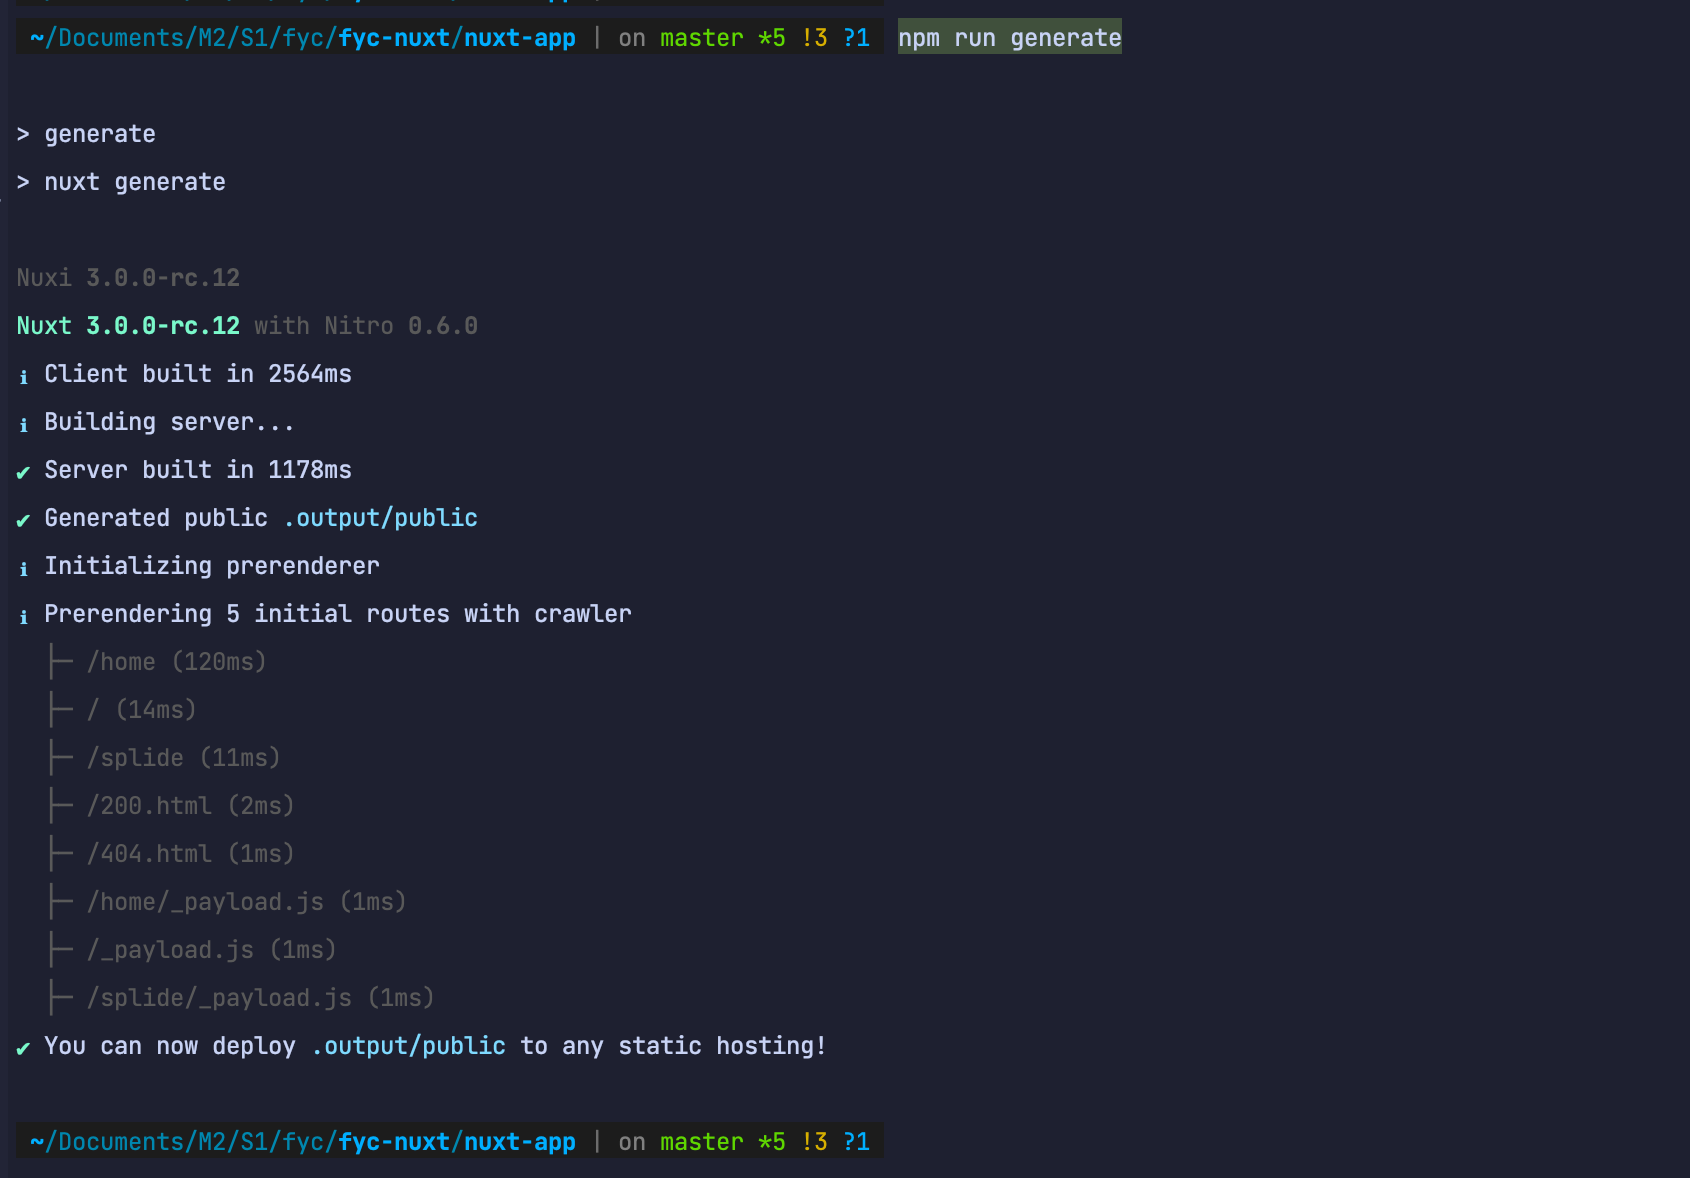 ~/Documents/M2/S1/fyc/fyc-nuxt/nuxt-app | on master *5 !3 ?1 npm run generate
> generate
> nuxt generate
Nuxi 3.0.0-rc.12
Nuxt 3.0.0-rc.12 with Nitro 0.6.0
ℹ Client built in 2564ms
ℹ Building server...
✔ Server built in 1178ms
✔ Generated public .output/public
ℹ Initializing prerenderer
ℹ Prerendering 5 initial routes with crawler
├─ /home (120ms)
├─ / (14ms)
├─ /splide (11ms)
├─ /200.html (2ms)
├─ /404.html (1ms)
├─ /home/_payload.js (1ms)
├─ /_payload.js (1ms)
├─ /splide/_payload.js (1ms)
✔ You can now deploy .output/public to any static hosting!
~/Documents/M2/S1/fyc/fyc-nuxt/nuxt-app | on master *5 !3 ?1